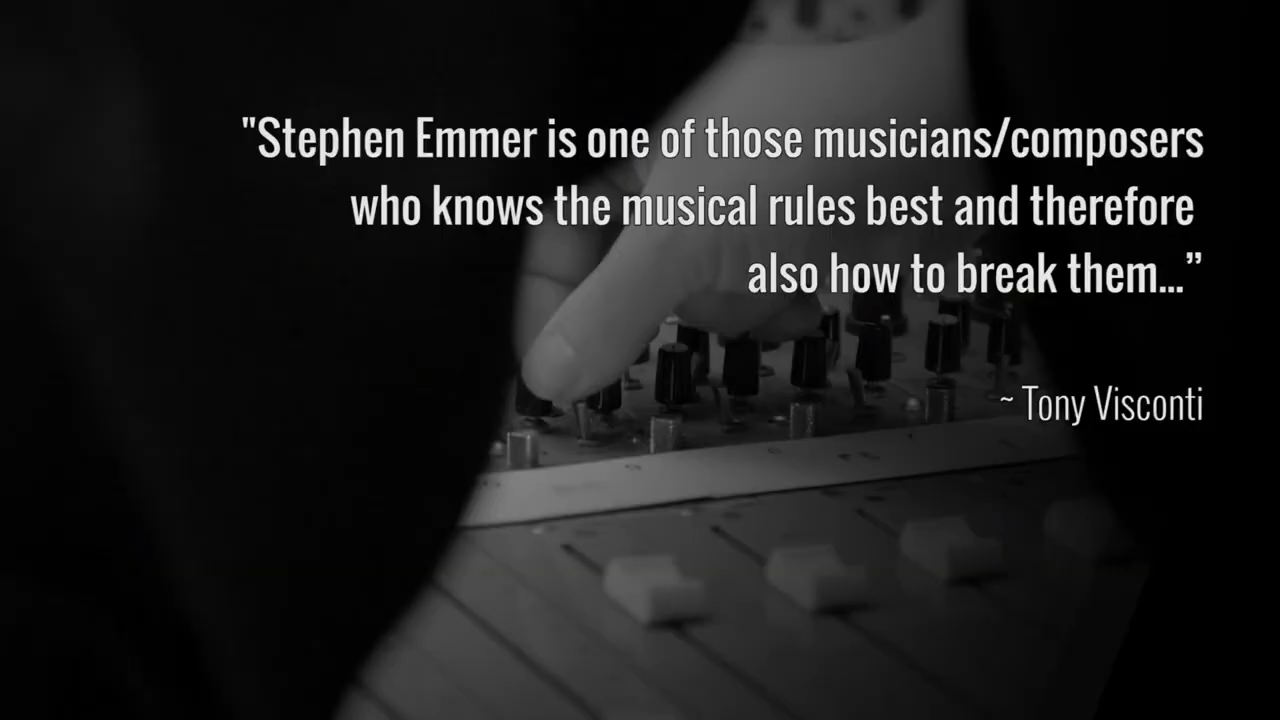 "Stephen Emmer is one of those musicians/composers
who knows the musical rules best and therefore
also how to break them...”
~ Tony Visconti